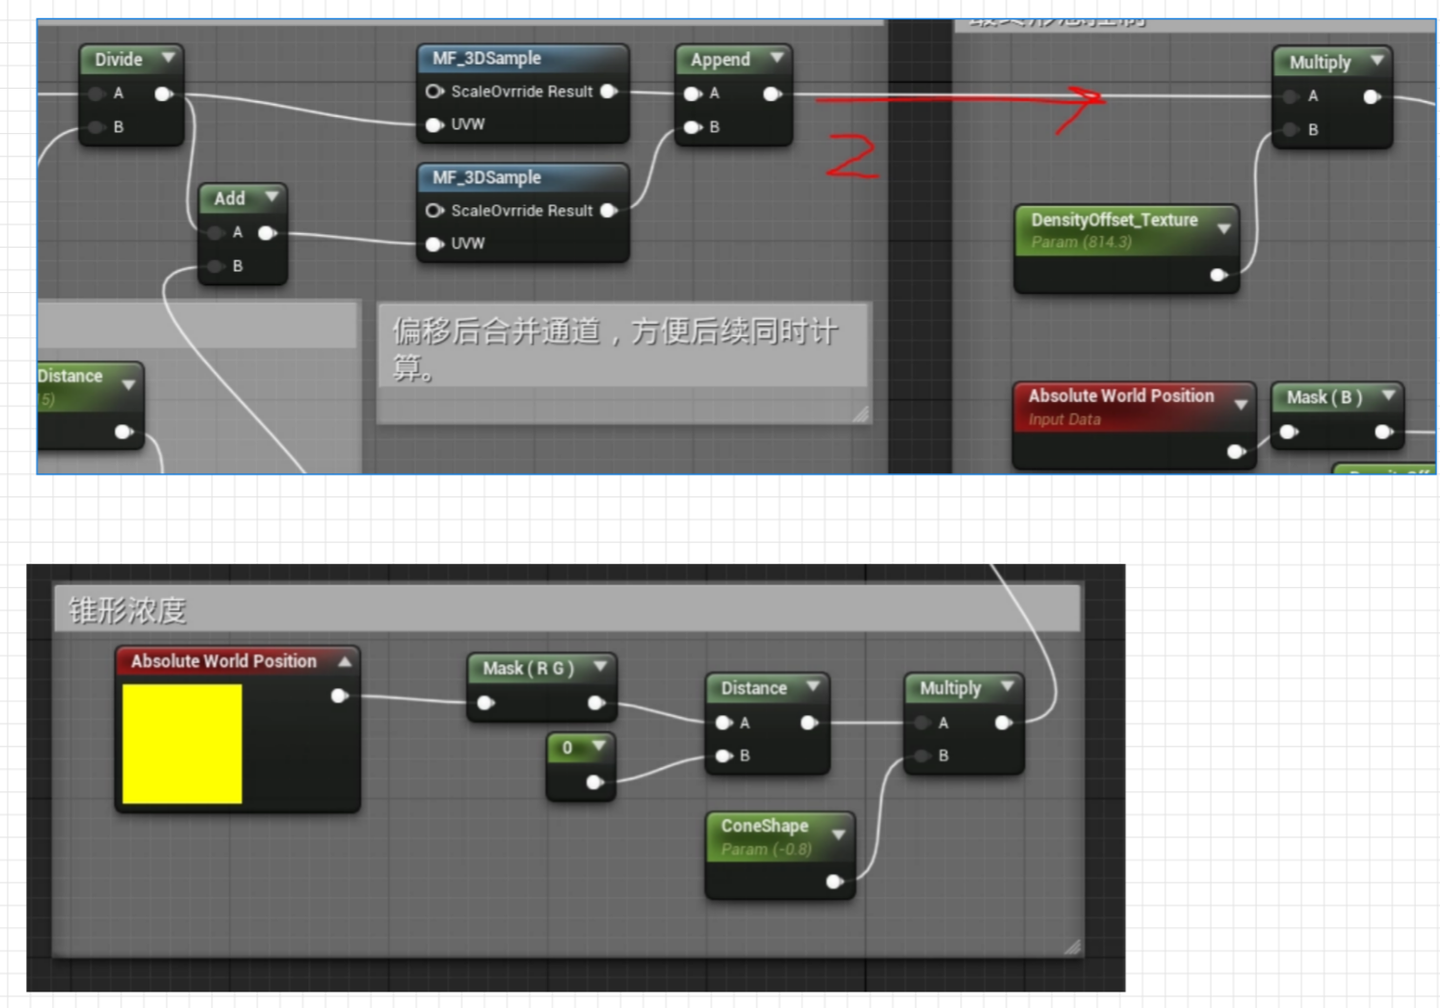 Divide
A
B
MF_3DSample
ScaleOvrride Result
UVW
Append
A
B
2
Multiply
A
B
MF_3DSample
ScaleOvrride Result
UVW
Add
A
B
DensityOffset_Texture
Param (814.3)
偏移后合并通道，方便后续同时计
算。
Distance
5)
Absolute World Position
Input Data
Mask ( B )
锥形浓度
Absolute World Position
Mask ( R G )
0
Distance
A
B
Multiply
A
B
ConeShape
Param (-0.8)